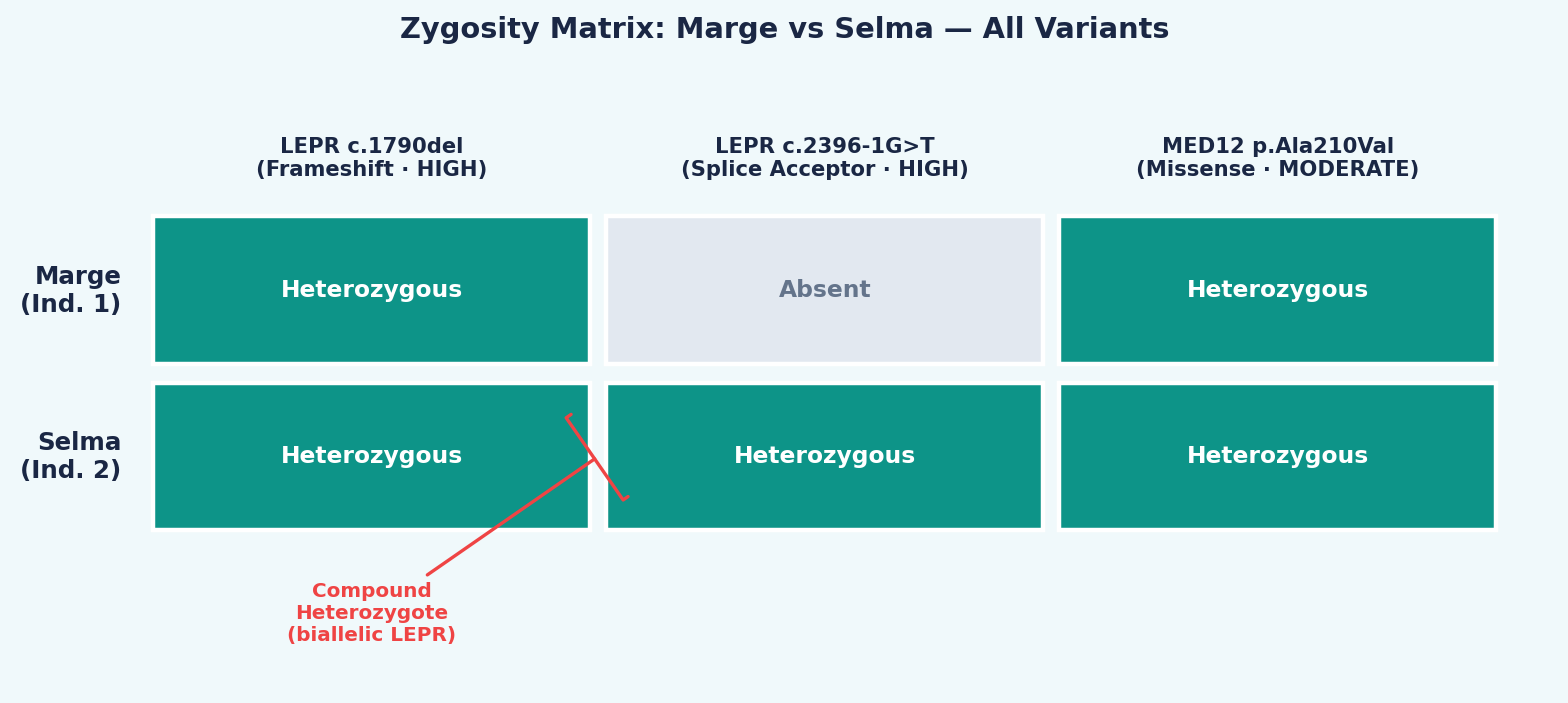 Zygosity Matrix: Marge vs Selma — All Variants
LEPR c.1790del
(Frameshift · HIGH)
LEPR c.2396-1G>T
(Splice Acceptor · HIGH)
MED12 p.Ala210Val
(Missense · MODERATE)
Marge
(Ind. 1)
Heterozygous
Absent
Heterozygous
Selma
(Ind. 2)
Heterozygous
Heterozygous
Heterozygous
Compound
Heterozygote
(biallelic LEPR)